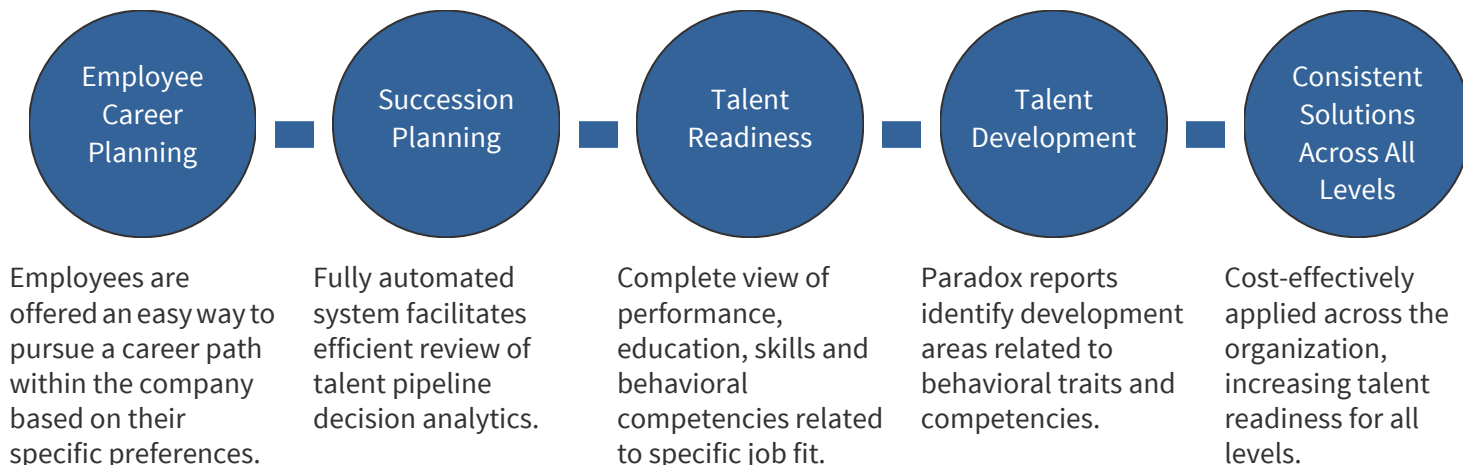 Employee
Career
Planning
Succession
Planning
Talent
Readiness
Talent
Development
Consistent
Solutions
Across All
Levels
Employees are
offered an easy way to
pursue a career path
within the company
based on their
specific preferences.
Fully automated
system facilitates
efficient review of
talent pipeline
decision analytics.
Complete view of
performance,
education, skills and
behavioral
competencies related
to specific job fit.
Paradox reports
identify development
areas related to
behavioral traits and
competencies.
Cost-effectively
applied across the
organization,
increasing talent
readiness for all
levels.